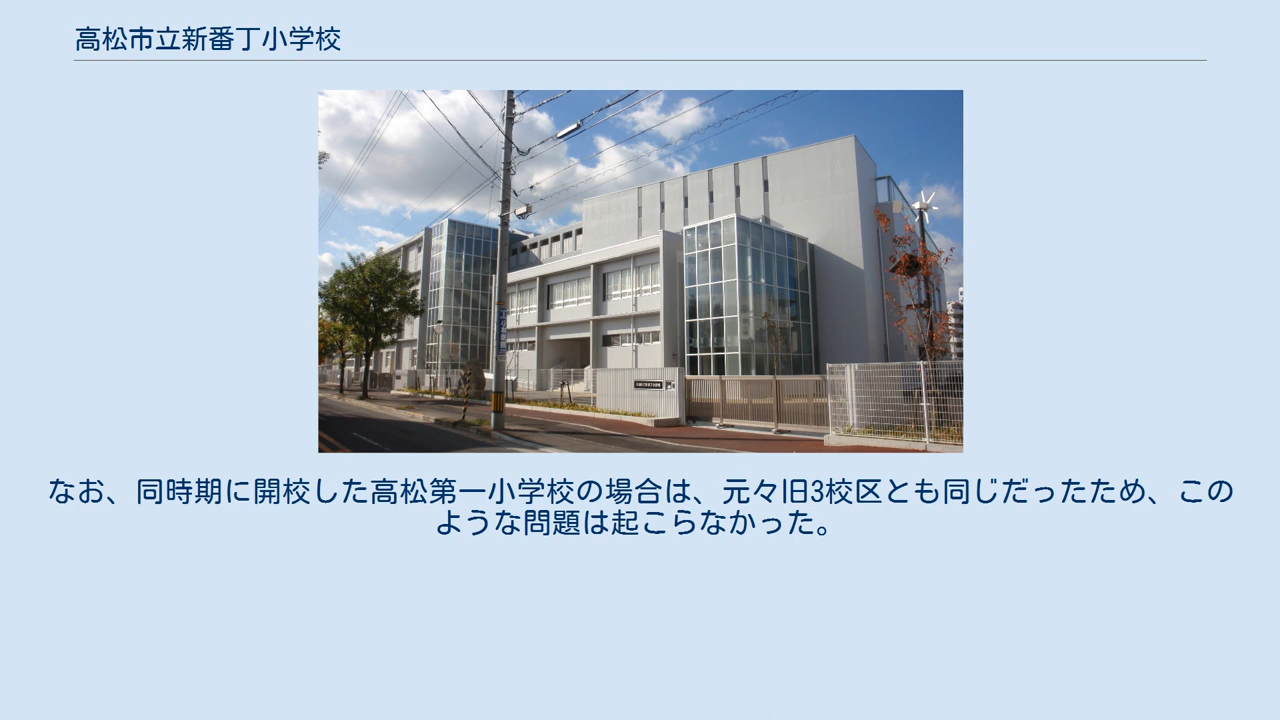 高松市立新番丁小学校
なお、同時期に開校した高松第一小学校の場合は、元々旧3校区とも同じだったため、この
ような問題は起こらなかった。